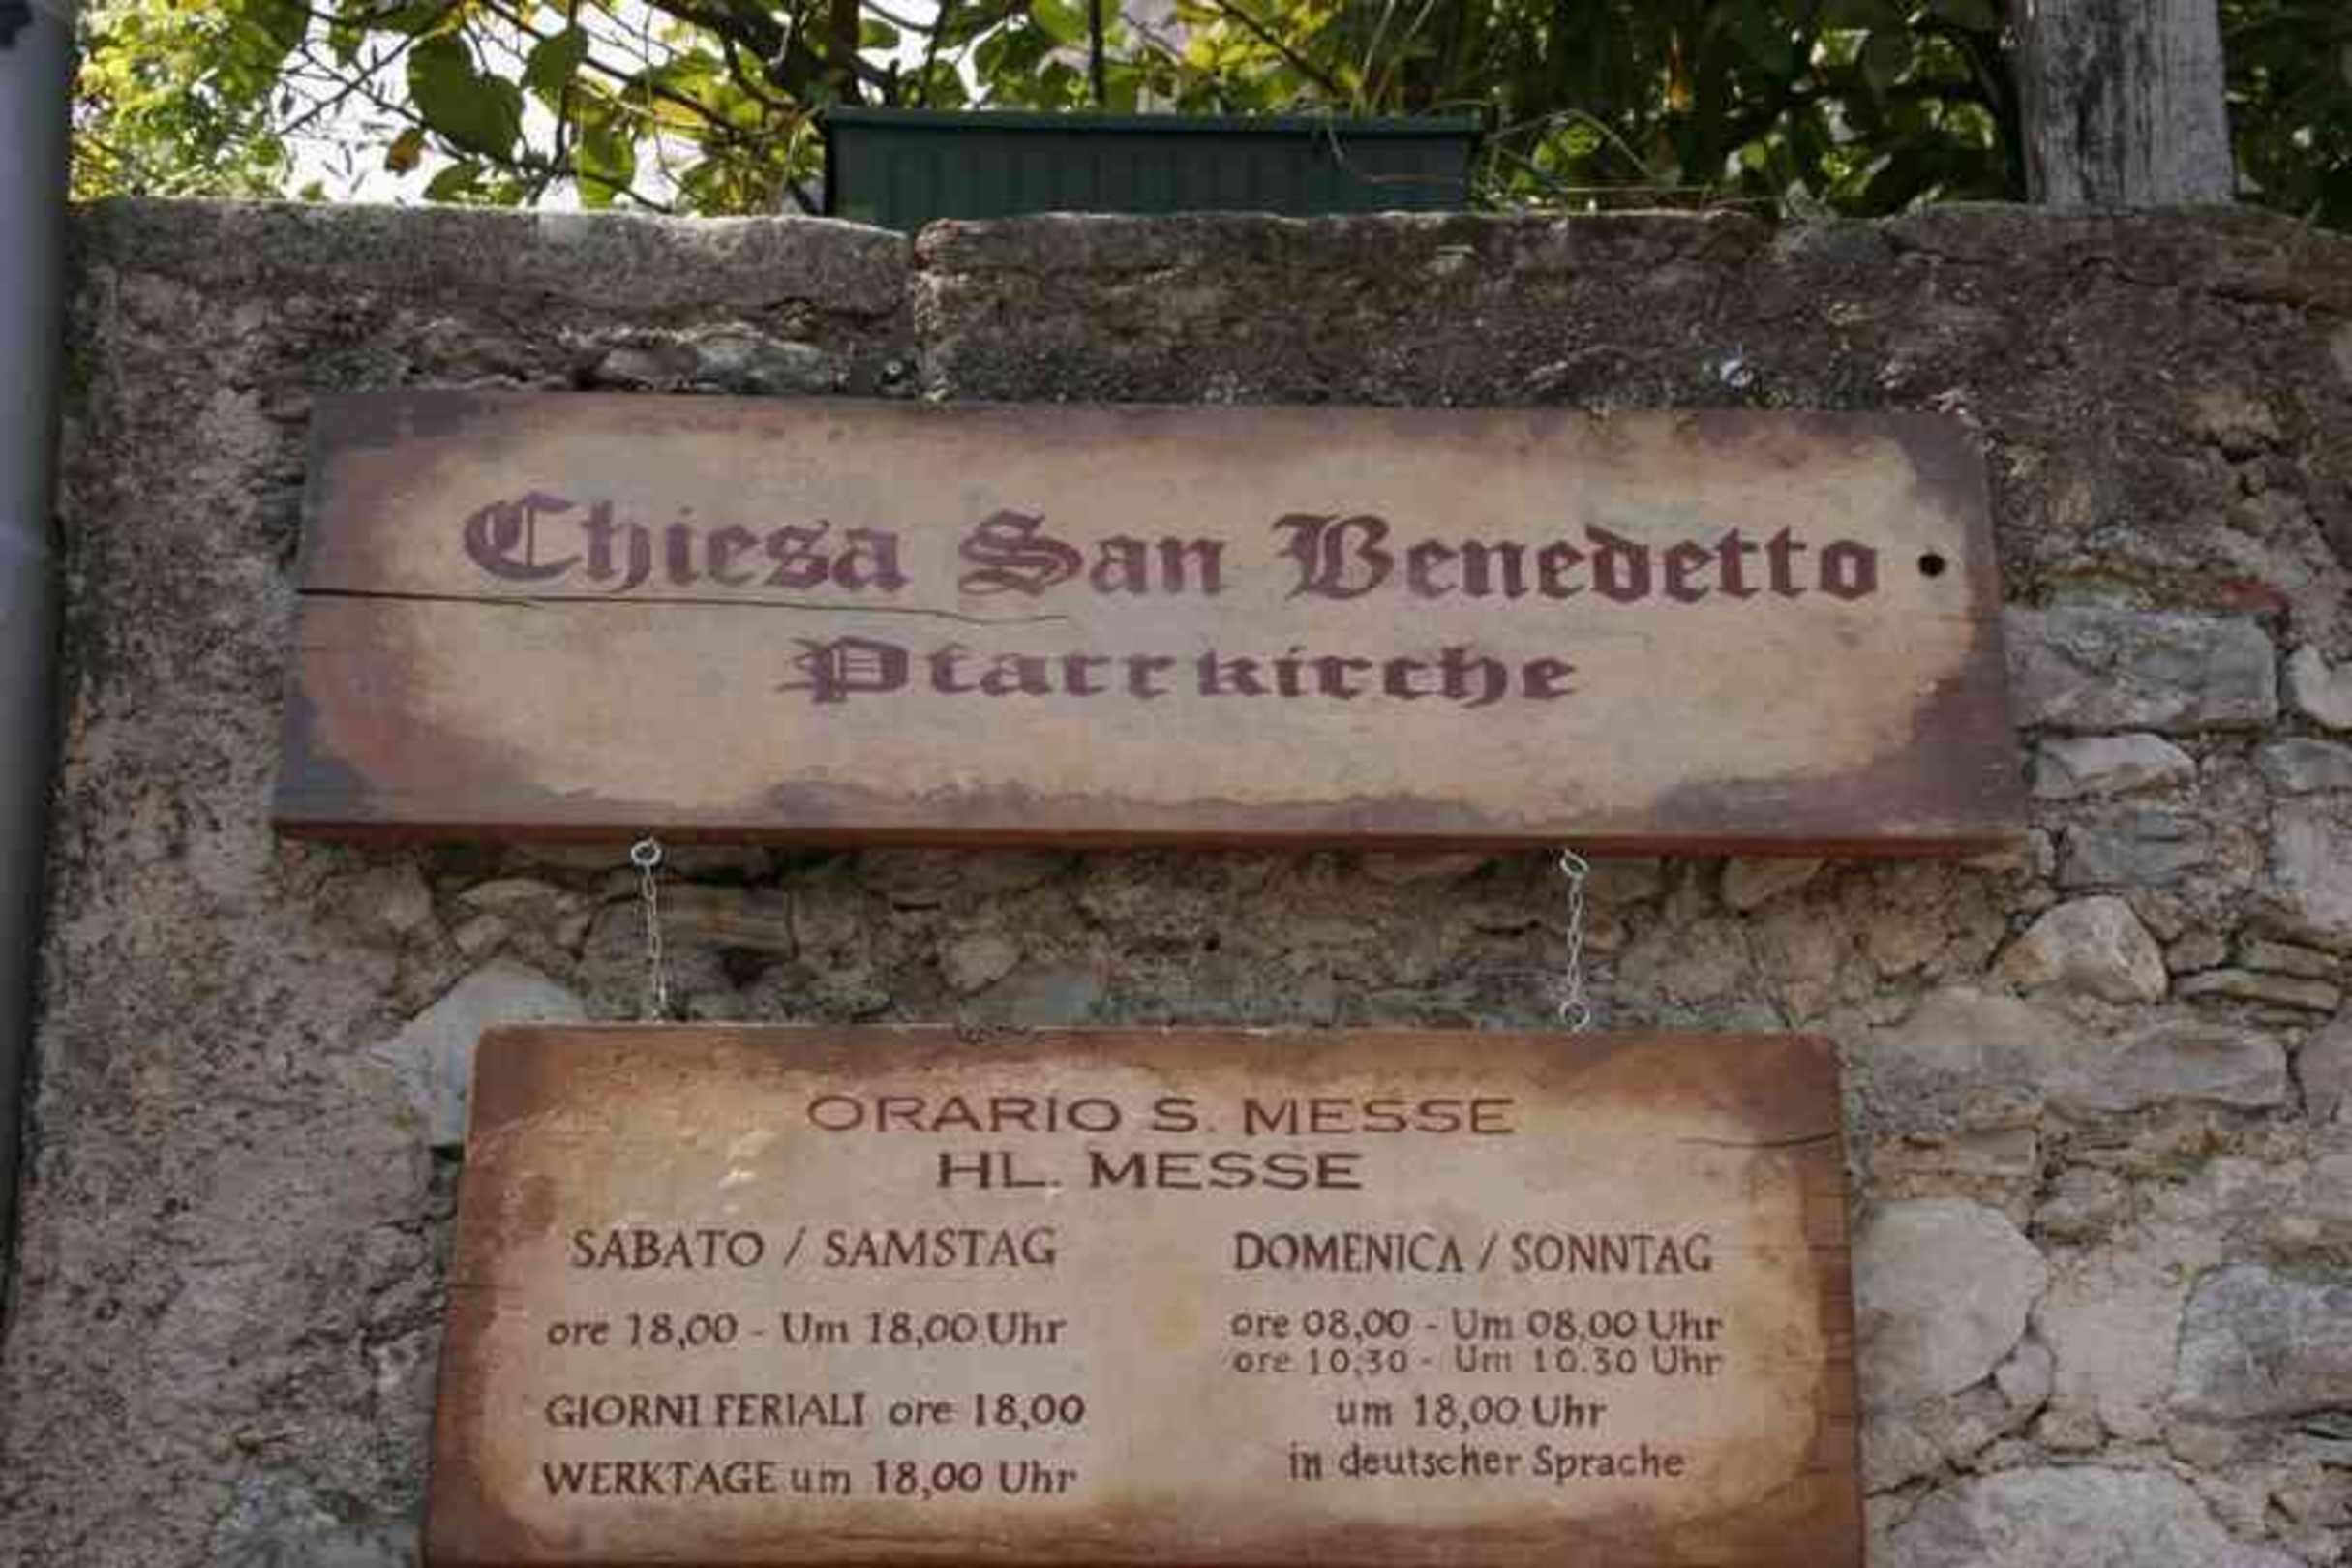 Chiesa San Benedetto
Pfarrkirche
ORARIO S. MESSE
HL. MESSE
SABATO / SAMSTAG
ore 18,00 - Um 18,00 Uhr
GIORNI FERIALI ore 18,00
WERKTAGE um 18,00 Uhr
DOMENICA / SONNTAG
ore 08,00 - Um 08.00 Uhr
ore 10,30 - Um 10.30 Uhr
um 18,00 Uhr
in deutscher Sprache